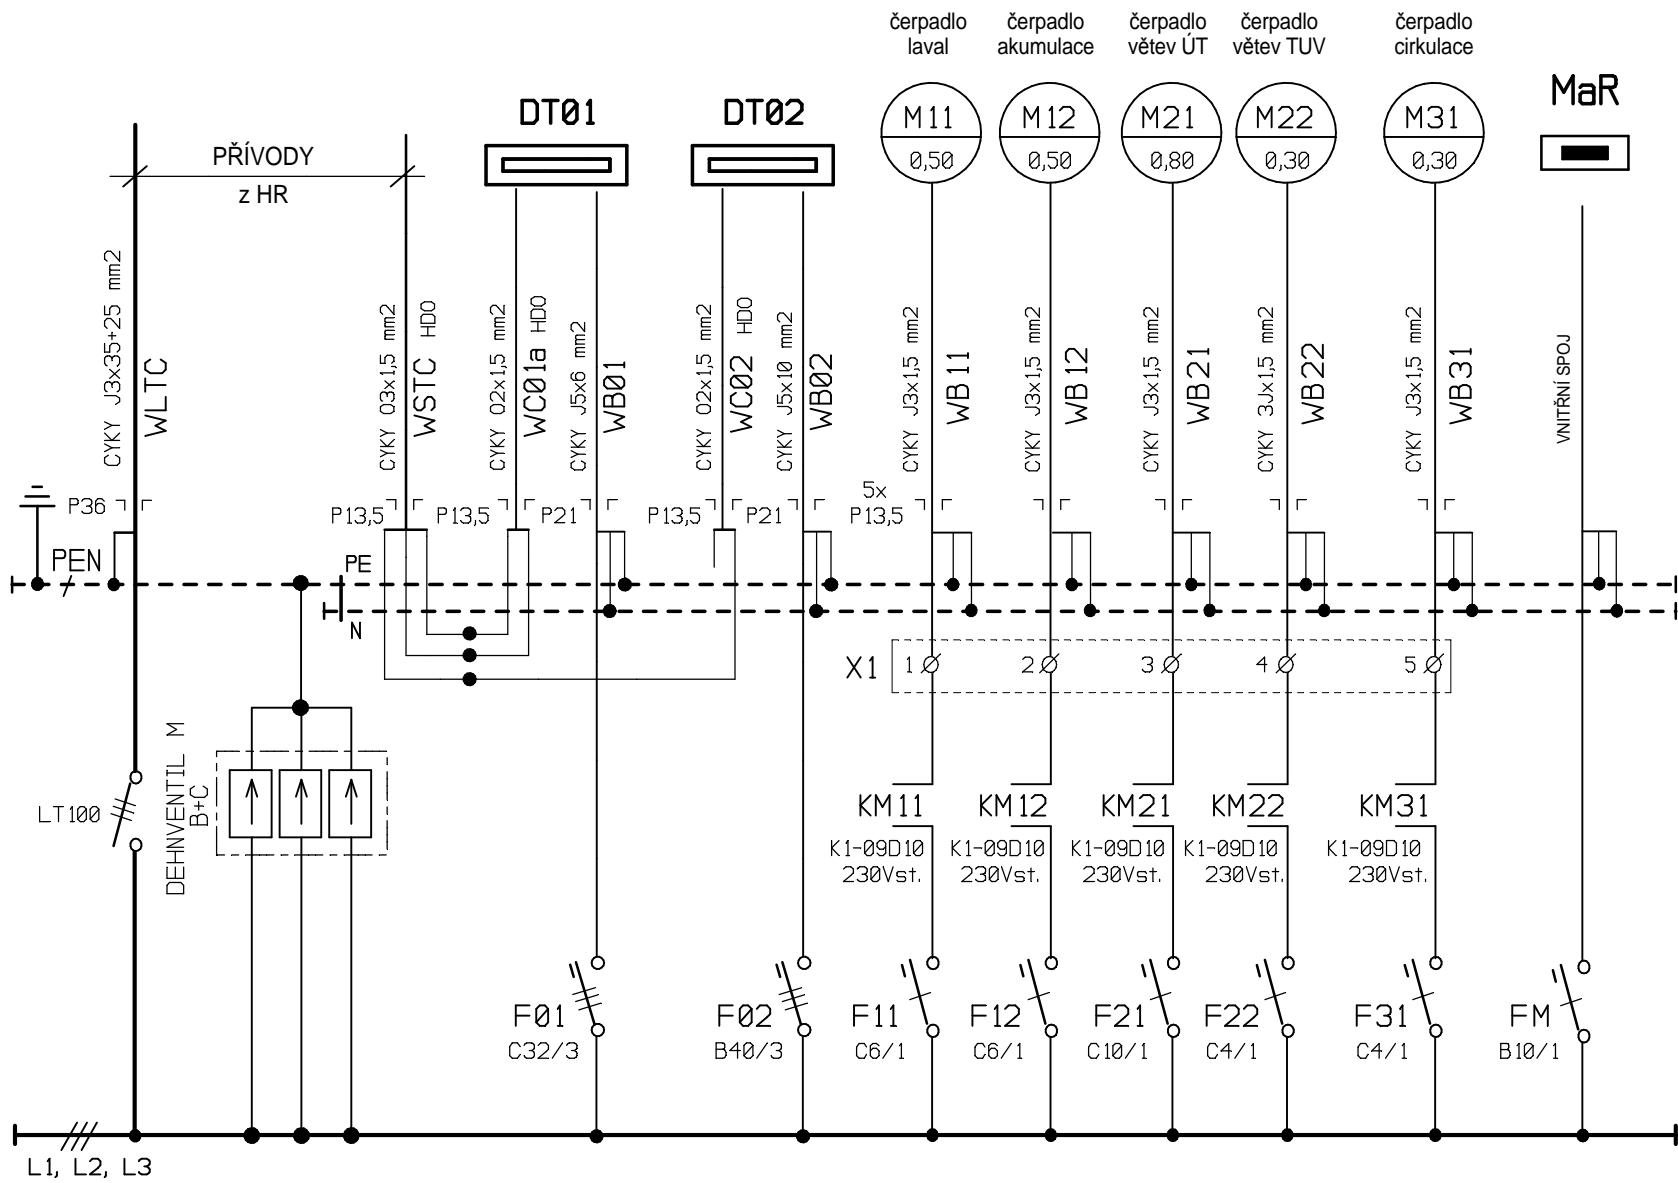 čerpadlo
laval
čerpadlo
akumulace
čerpadlo
větev ÚT
čerpadlo
větev TUV
čerpadlo
cirkulace
MaR
DT01
DT02
M11
0,50
M12
0,50
M21
0,80
M22
0,30
M31
0,30
PŘÍVODY
z HR
CYKY J3x35+25 mm2
WLTC
CYKY O3x1,5 mm2
WSTC HDO
CYKY O2x1,5 mm2
WC01a HDO
CYKY J5x6 mm2
WB01
CYKY O2x1,5 mm2
WC02 HDO
CYKY J5x10 mm2
WB02
CYKY J3x1,5 mm2
WB11
CYKY J3x1,5 mm2
WB12
CYKY J3x1,5 mm2
WB21
CYKY 3Jx1,5 mm2
WB22
CYKY J3x1,5 mm2
WB31
VNITŘNÍ SPOJ
P36
P13,5
P13,5
P21
P13,5
P21
5x
P13,5
PEN
PE
N
X1
1
2
3
4
5
LT100
DEHNVENTIL M
B+C
KM11
K1-09D10
230Vst.
KM12
K1-09D10
230Vst.
KM21
K1-09D10
230Vst.
KM22
K1-09D10
230Vst.
KM31
K1-09D10
230Vst.
F01
C32/3
F02
B40/3
F11
C6/1
F12
C6/1
F21
C10/1
F22
C4/1
F31
C4/1
FM
B10/1
L1, L2, L3